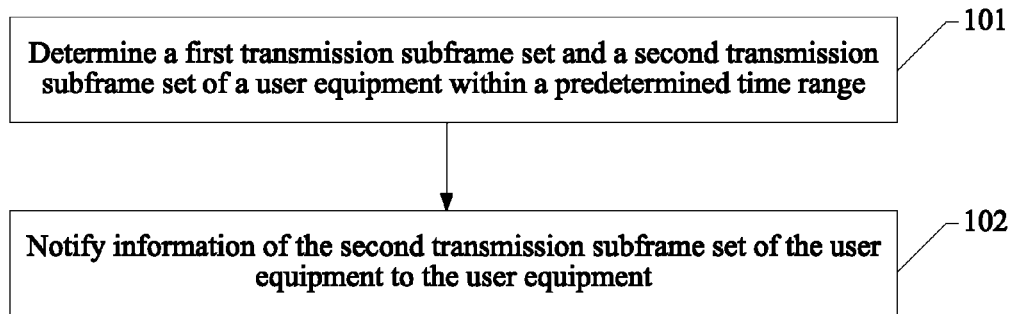 101
Determine a first transmission subframe set and a second transmission
subframe set of a user equipment within a predetermined time range
102
Notify information of the second transmission subframe set of the user
equipment to the user equipment